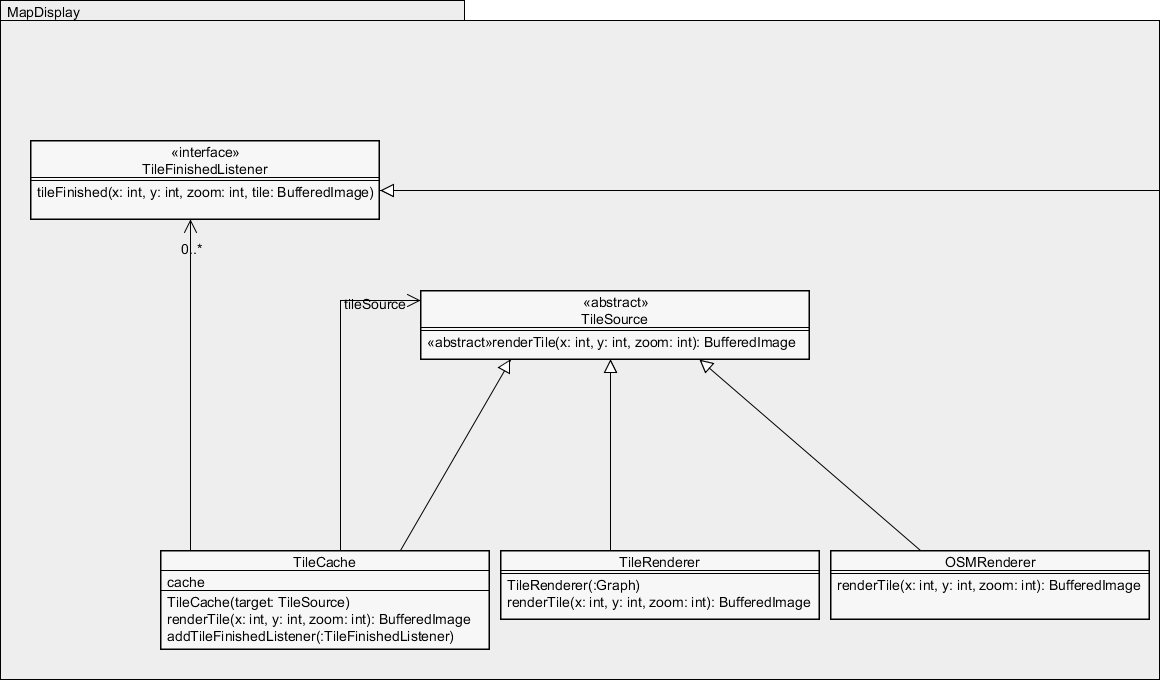 MapDisplay
«interface»
TileFinishedListener
tileFinished(x: int, y: int, zoom: int, tile: BufferedImage)
0..*
tileSource
«abstract»
TileSource
«abstract»renderTile(x: int, y: int, zoom: int): BufferedImage
TileCache
cache
TileCache(target: TileSource)
renderTile(x: int, y: int, zoom: int): BufferedImage
addTileFinishedListener(:TileFinishedListener)
TileRenderer
TileRenderer(:Graph)
renderTile(x: int, y: int, zoom: int): BufferedImage
OSMRenderer
renderTile(x: int, y: int, zoom: int): BufferedImage